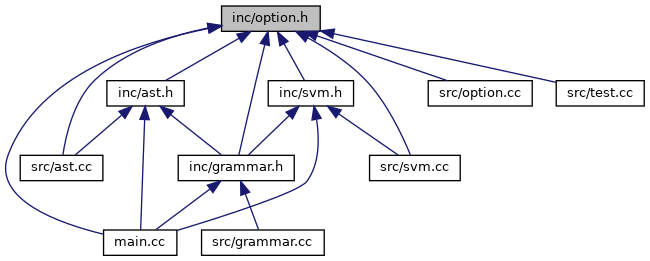 inc/option.h
inc/ast.h
inc/svm.h
src/option.cc
src/test.cc
src/ast.cc
inc/grammar.h
src/svm.cc
main.cc
src/grammar.cc